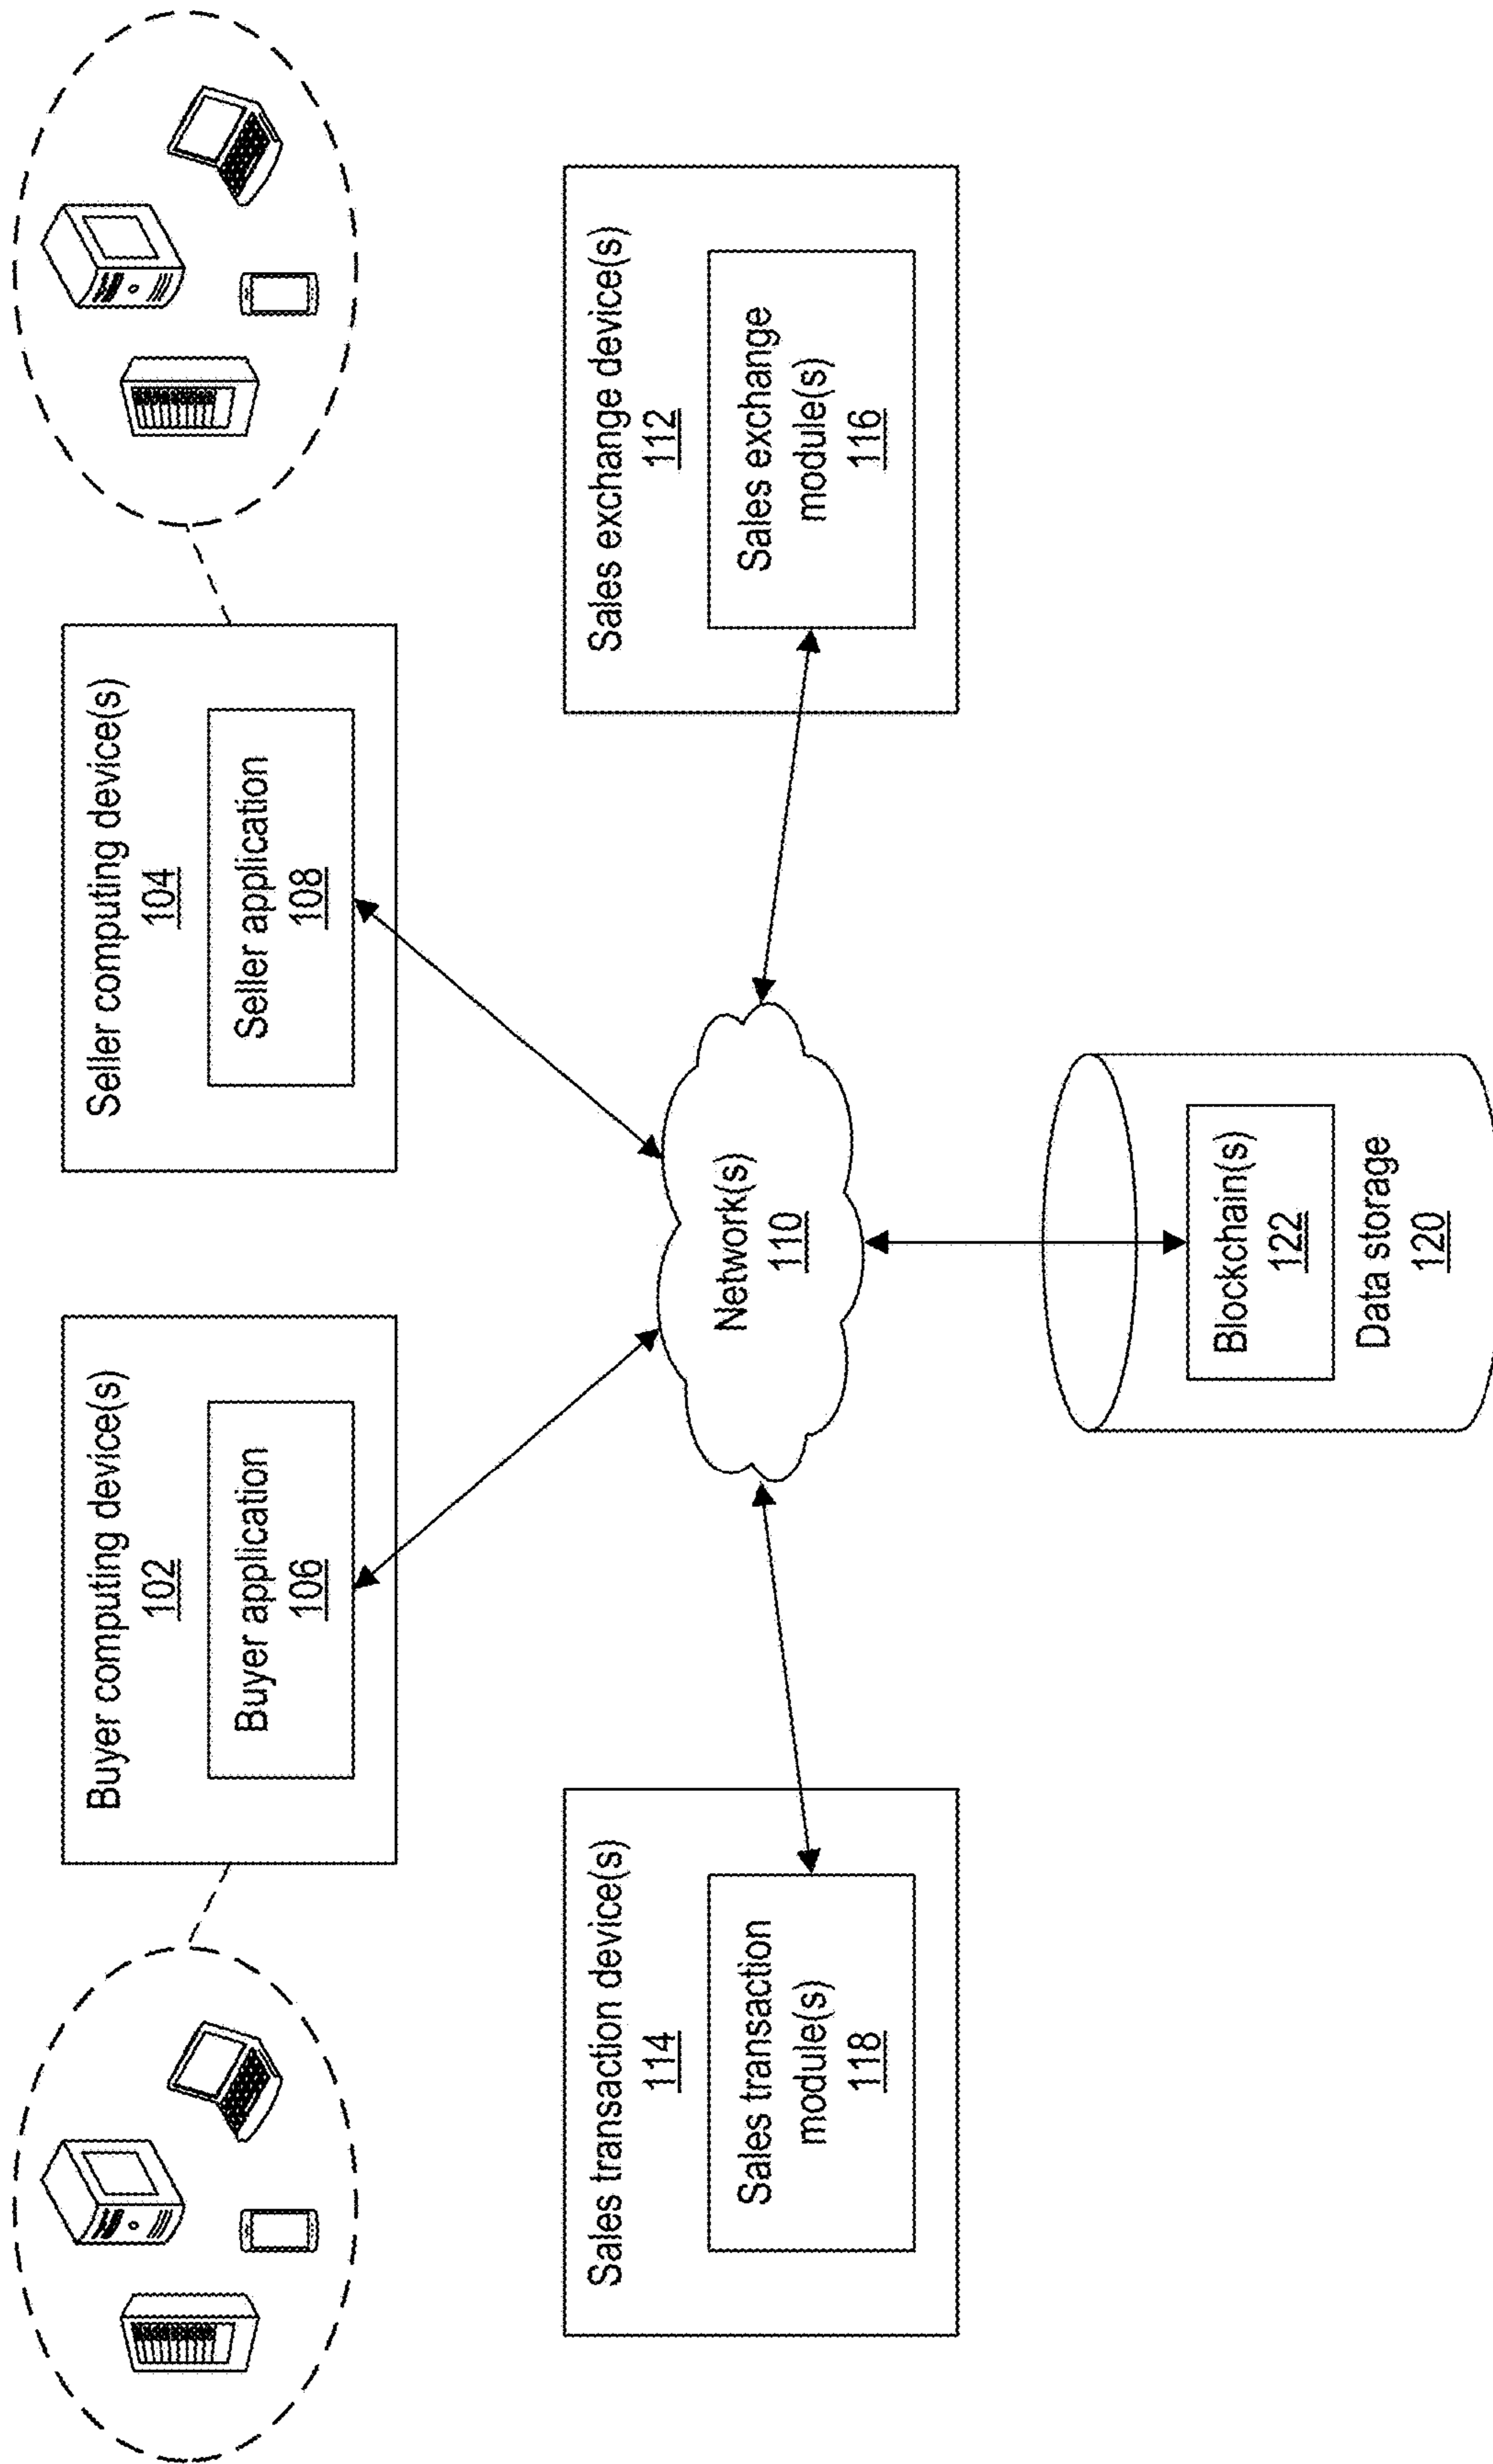 Buyer computing device(s)
102
Buyer application
106
Seller computing device(s)
104
Seller application
108
Sales transaction device(s)
114
Sales transaction
module(s)
118
Network(s)
110
Sales exchange device(s)
112
Sales exchange
module(s)
116
Blockchain(s)
122
Data storage
120